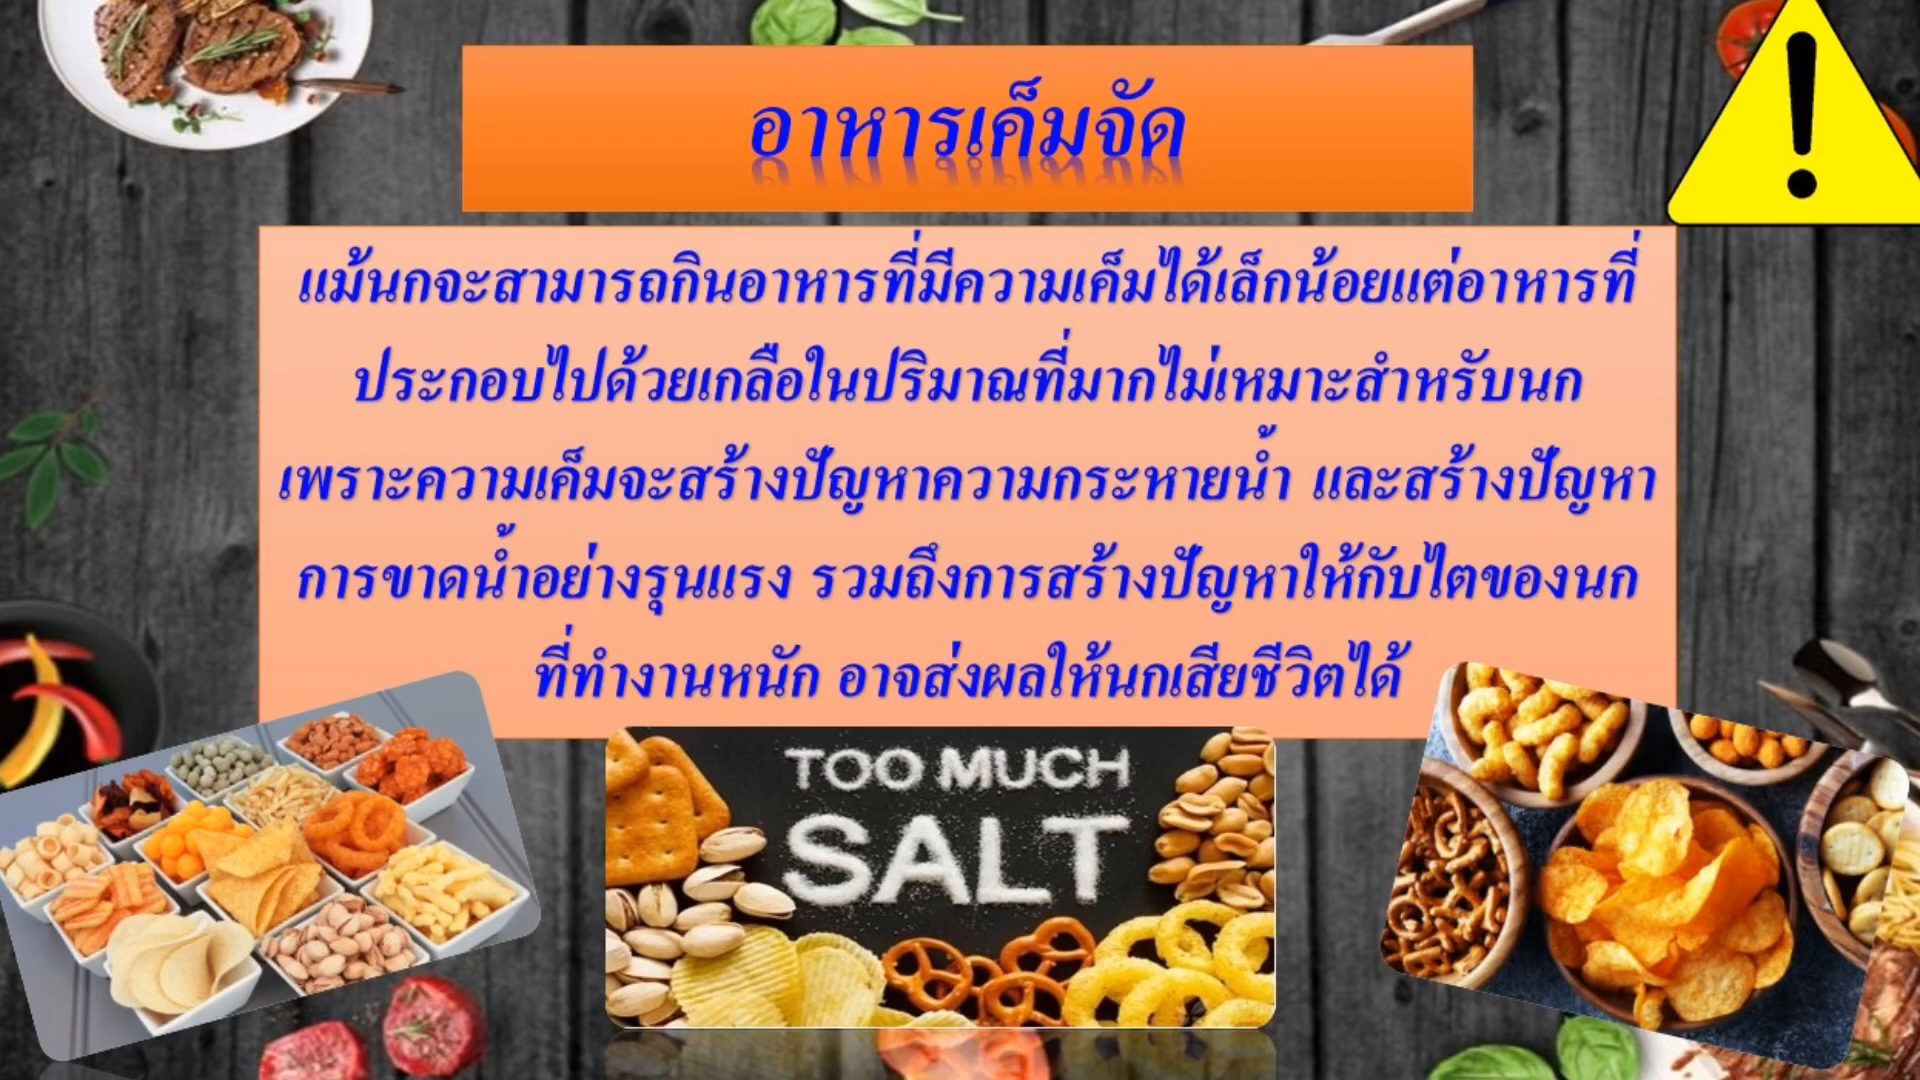 อาหารเค็มจัด
แม้นกจะสามารถกินอาหารที่มีความเค็มได้เล็กน้อยแต่อาหารที่
ประกอบไปด้วยเกลือในปริมาณที่มากไม่เหมาะสำหรับนก
เพราะความเค็มจะสร้างปัญหาความกระหายน้ำ และสร้างปัญหา
การขาดน้ำอย่างรุนแรง รวมถึงการสร้างปัญหาให้กับไตของนก
ที่ทำงานหนัก อาจส่งผลให้นกเสียชีวิตได้
TOO MUCH
SALT